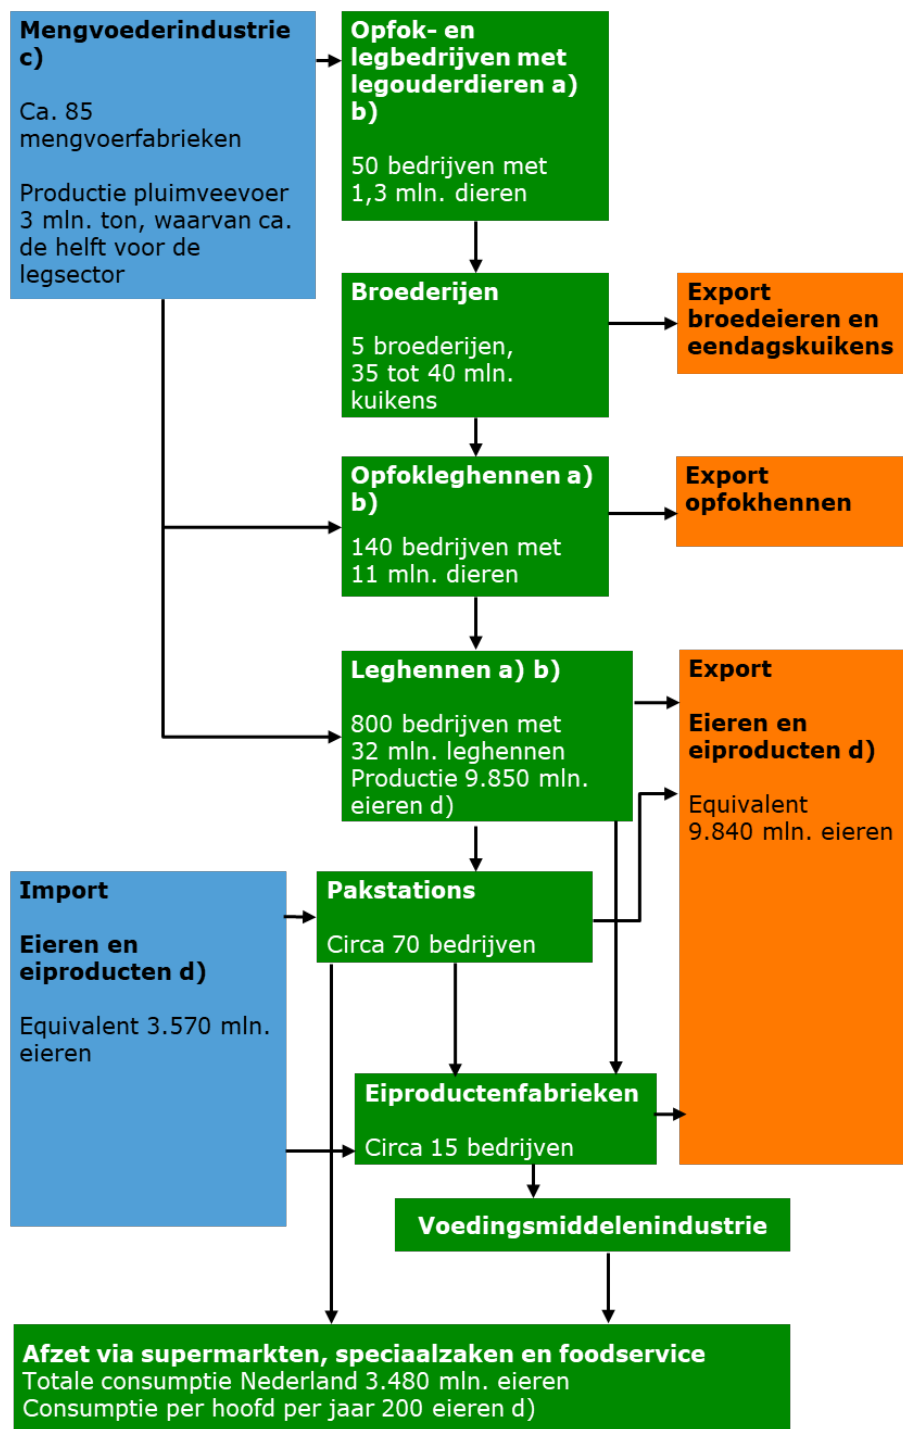 Mengvoederindustrie
c)
Ca. 85
mengvoerfabrieken
Productie pluimveevoer
3 mln. ton, waarvan ca.
de helft voor de
legsector
Opfok- en
legbedrijven met
legouderdieren a)
b)
50 bedrijven met
1,3 mln. dieren
Broederijen
5 broederijen,
35 tot 40 mln.
kuikens
Export
broedeieren en
eendagskuikens
Opfokleghennen a)
b)
140 bedrijven met
11 mln. dieren
Export
opfokhennen
Leghennen a) b)
800 bedrijven met
32 mln. leghennen
Productie 9.850 mln.
eieren d)
Export
Eieren en
eiproducten d)
Equivalent
9.840 mln. eieren
Import
Eieren en
eiproducten d)
Equivalent 3.570 mln.
eieren
Pakstations
Circa 70 bedrijven
Eiproductenfabrieken
Circa 15 bedrijven
Voedingsmiddelenindustrie
Afzet via supermarkten, speciaalzaken en foodservice
Totale consumptie Nederland 3.480 mln. eieren
Consumptie per hoofd per jaar 200 eieren d)